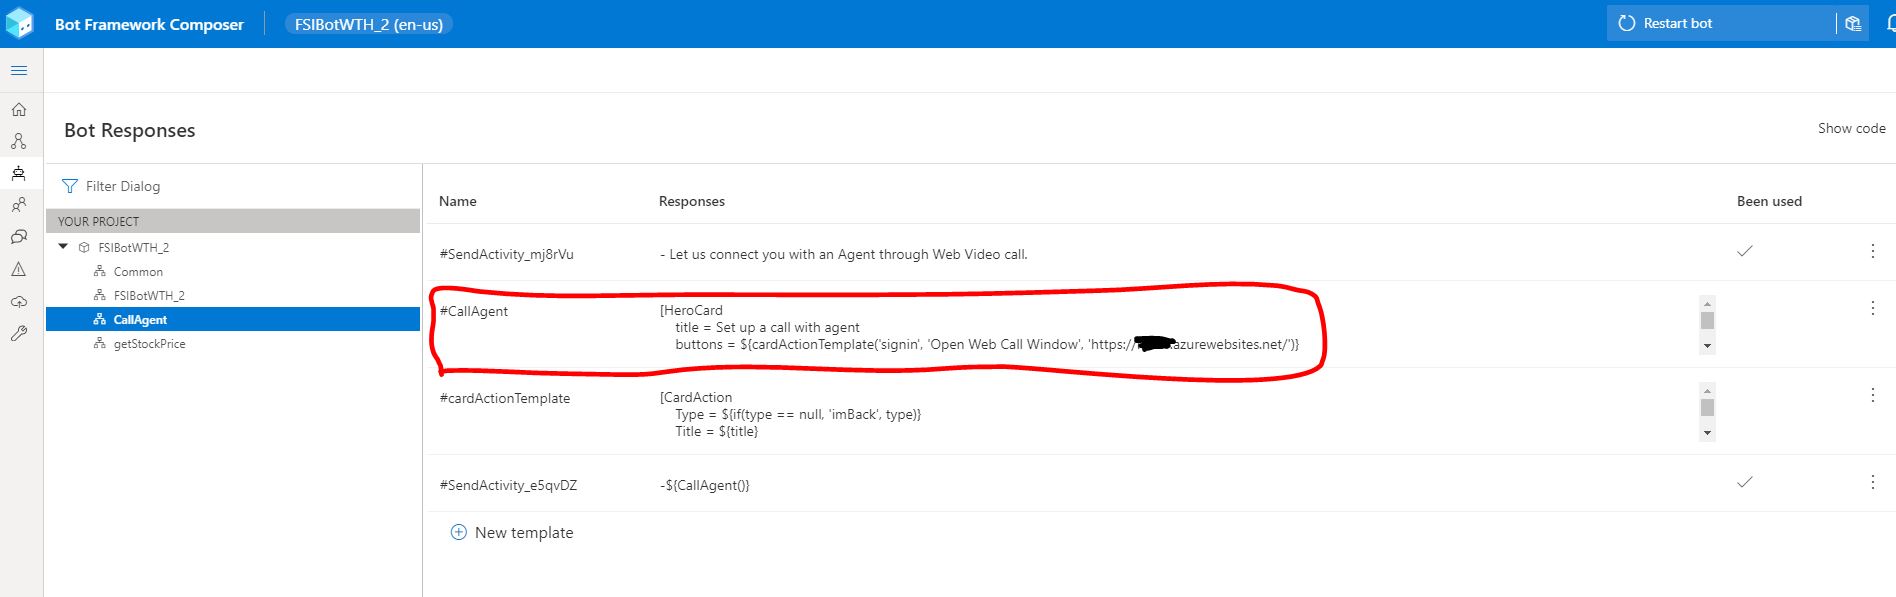 Bot Framework Composer
FSIBotWTH_2 (en-us)
Restart bot
Bot Responses
Show code
Filter Dialog
YOUR PROJECT
FSIBotWTH_2
Common
FSIBotWTH_2
CallAgent
getStockPrice
Name Responses Been used
#SendActivity_mj8rVu - Let us connect you with an Agent through Web Video call.
#CallAgent [HeroCard
title = Set up a call with agent
buttons = ${cardActionTemplate('signin', 'Open Web Call Window', 'https:// .azurewebsites.net/')}
#cardActionTemplate [CardAction
Type = ${if(type == null, 'imBack', type)}
Title = ${title}
#SendActivity_e5qvDZ -${CallAgent()}
New template